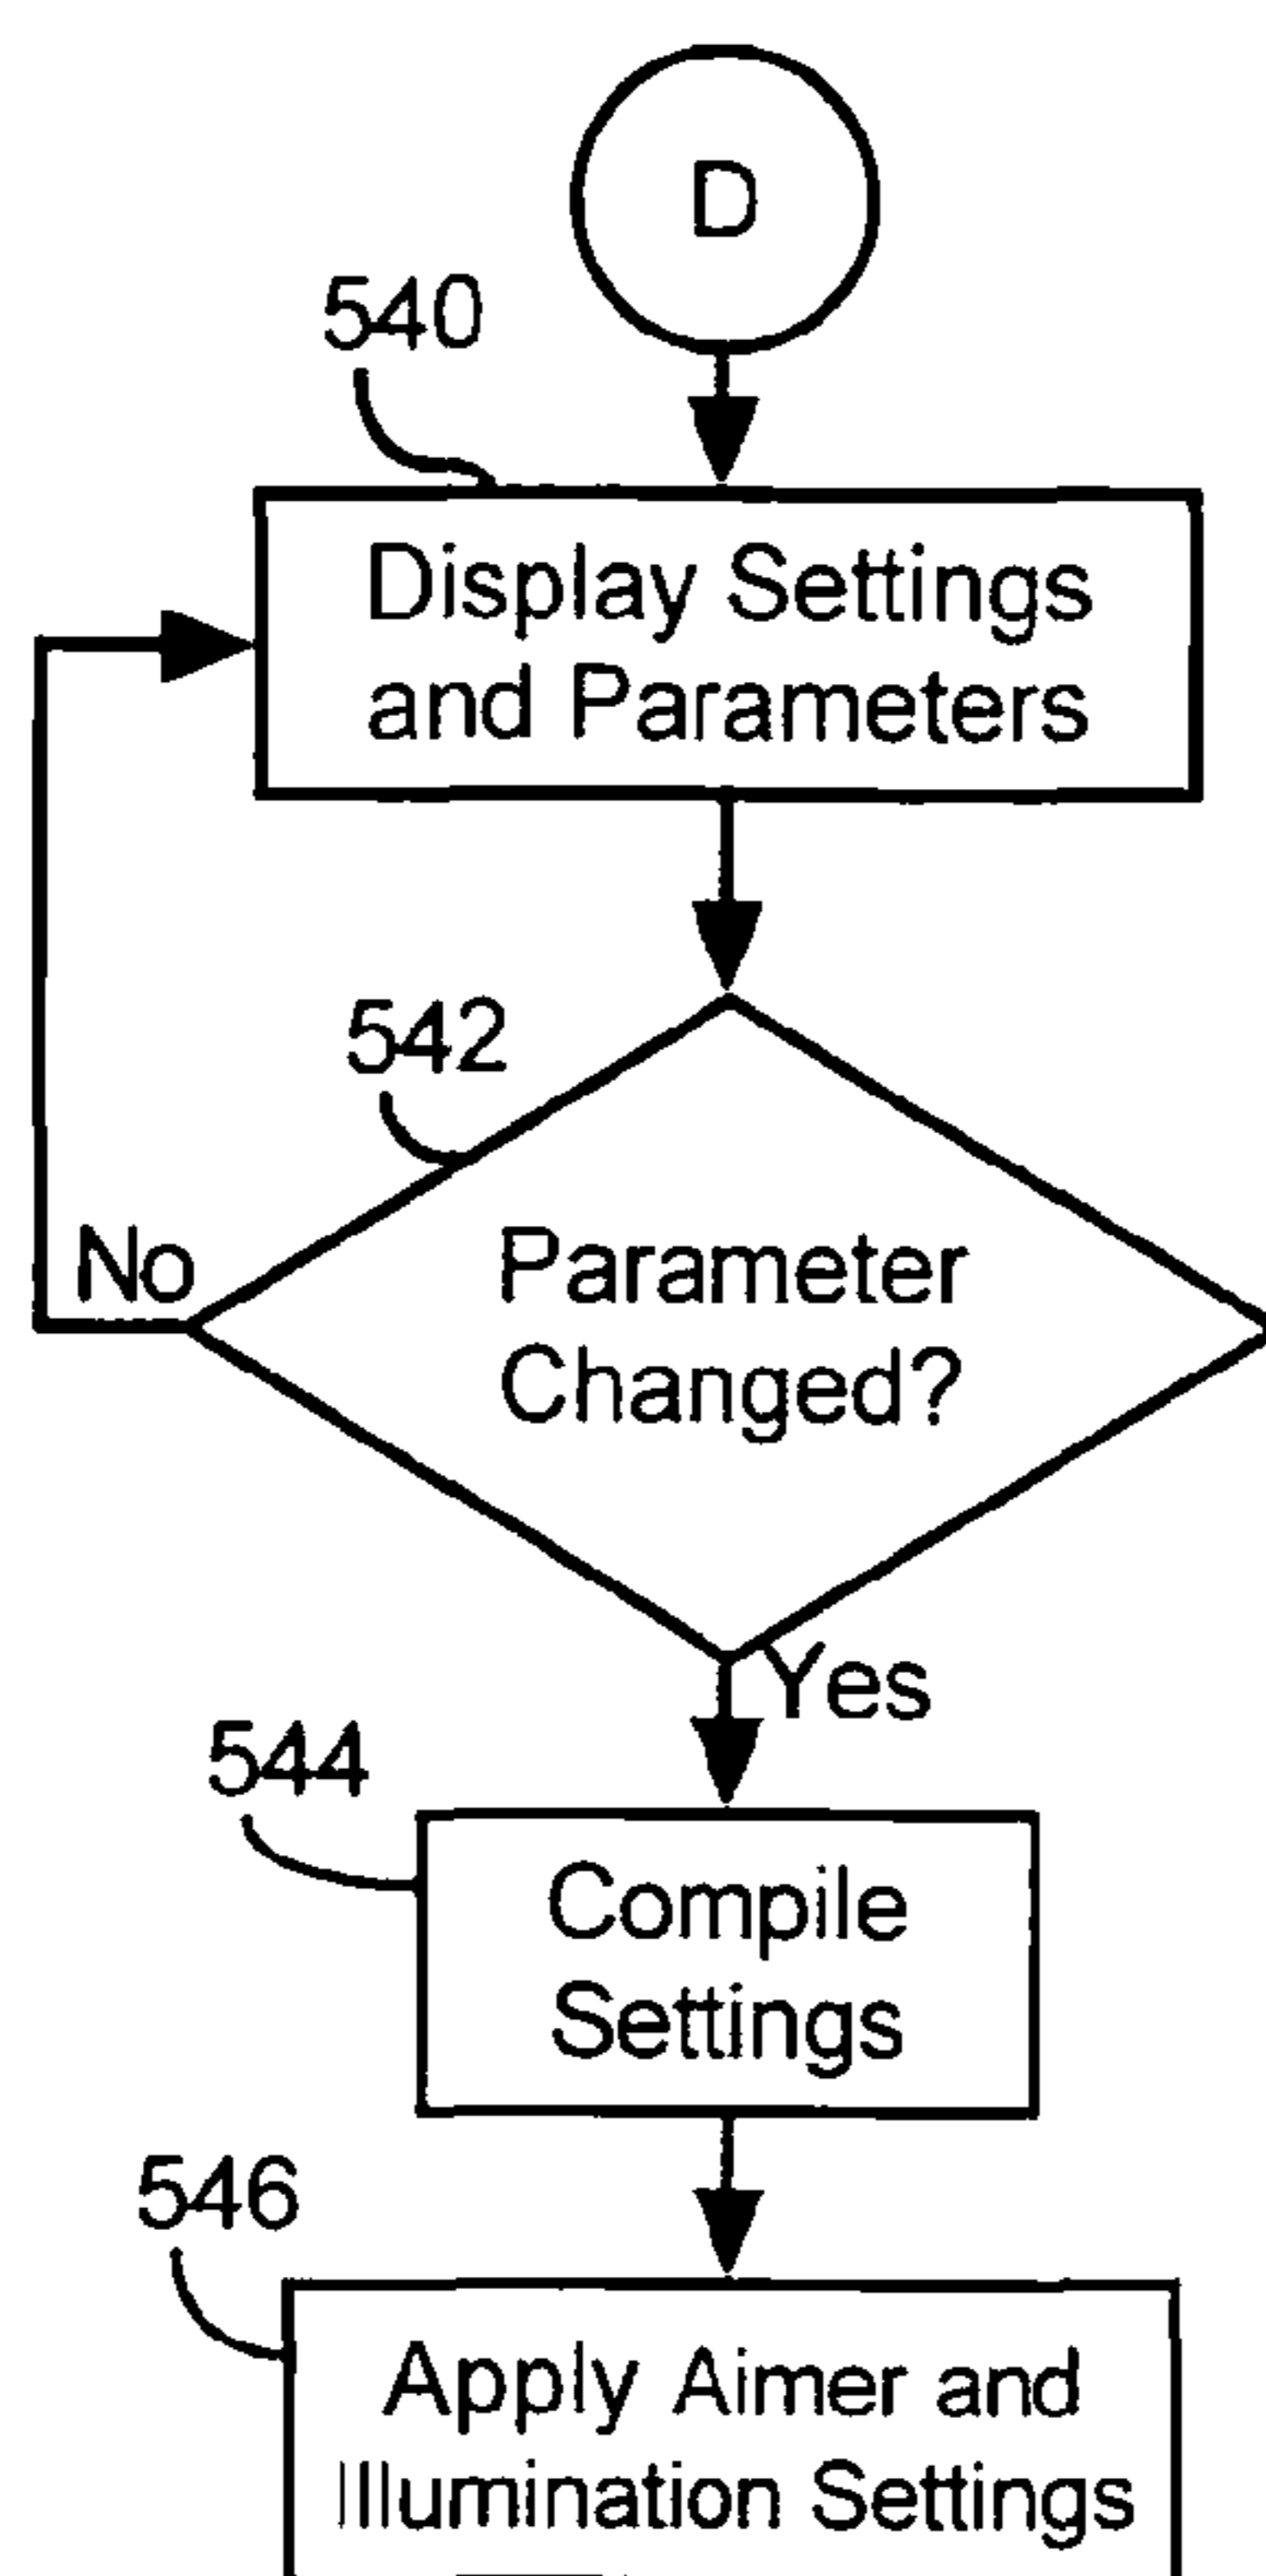 D
540
Display Settings
and Parameters
542
No
Parameter
Changed?
Yes
544
Compile
Settings
546
Apply Aimer and
Illumination Settings